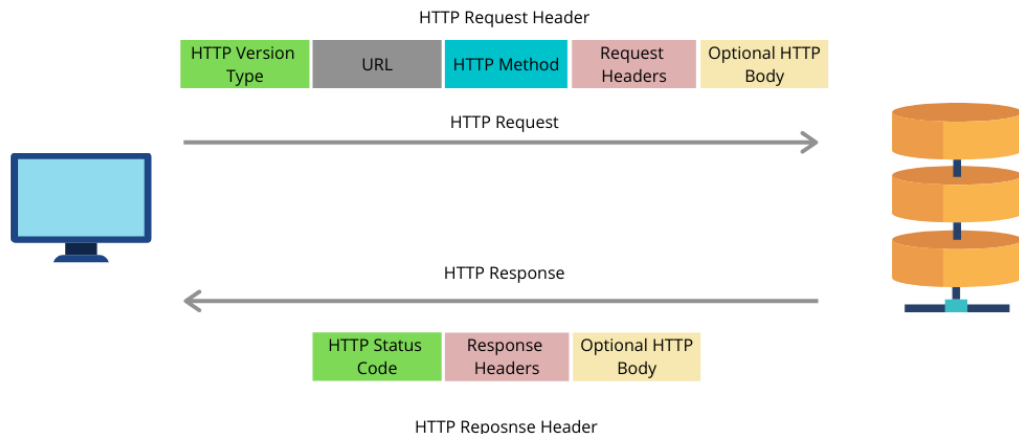 HTTP Request Header
HTTP Version
Type
URL
HTTP Method
Request
Headers
Optional HTTP
Body
HTTP Request
HTTP Response
HTTP Status
Code
Response
Headers
Optional HTTP
Body
HTTP Reposnse Header